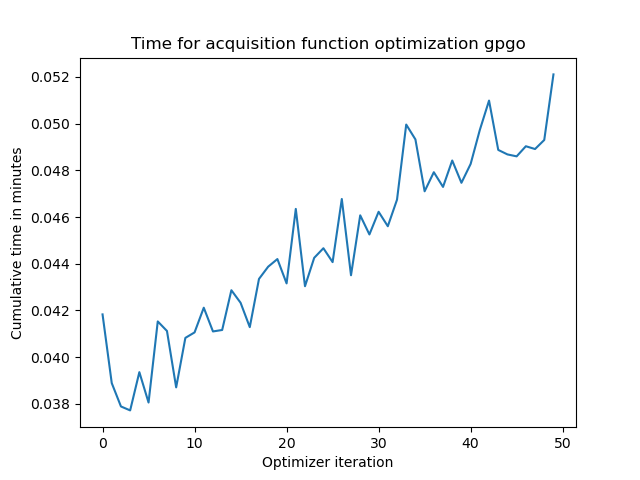 Time for acquisition function optimization gpgo
0.052
0.050
0.048
0.046
0.044
0.042
0.040
0.038
Cumulative time in minutes
0 10 20 30 40 50
Optimizer iteration